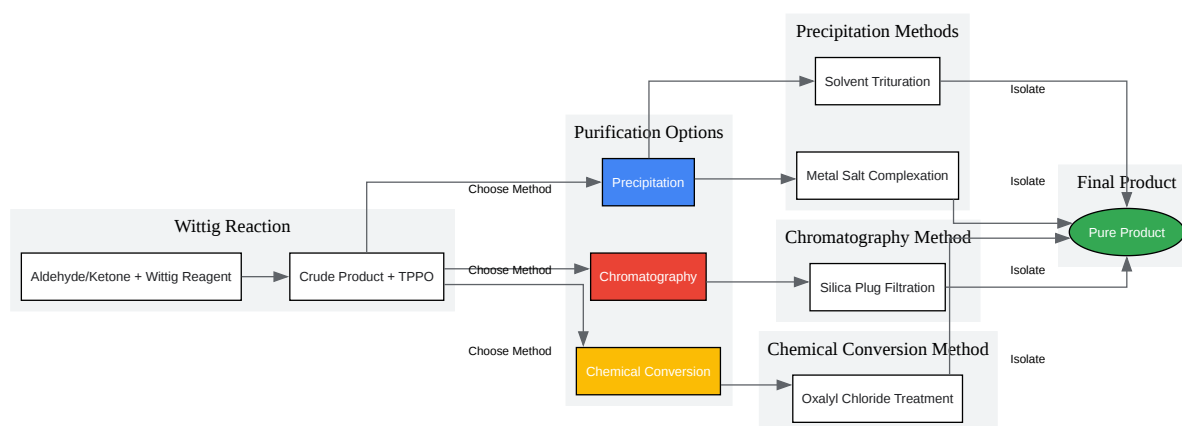 Precipitation Methods
Solvent Trituration
Isolate
Purification Options
Precipitation
Choose Method
Metal Salt Complexation
Isolate
Final Product
Pure Product
Wittig Reaction
Aldehyde/Ketone + Wittig Reagent
Crude Product + TPPO
Choose Method
Chromatography
Chromatography Method
Silica Plug Filtration
Isolate
Choose Method
Chemical Conversion
Chemical Conversion Method
Oxalyl Chloride Treatment
Isolate